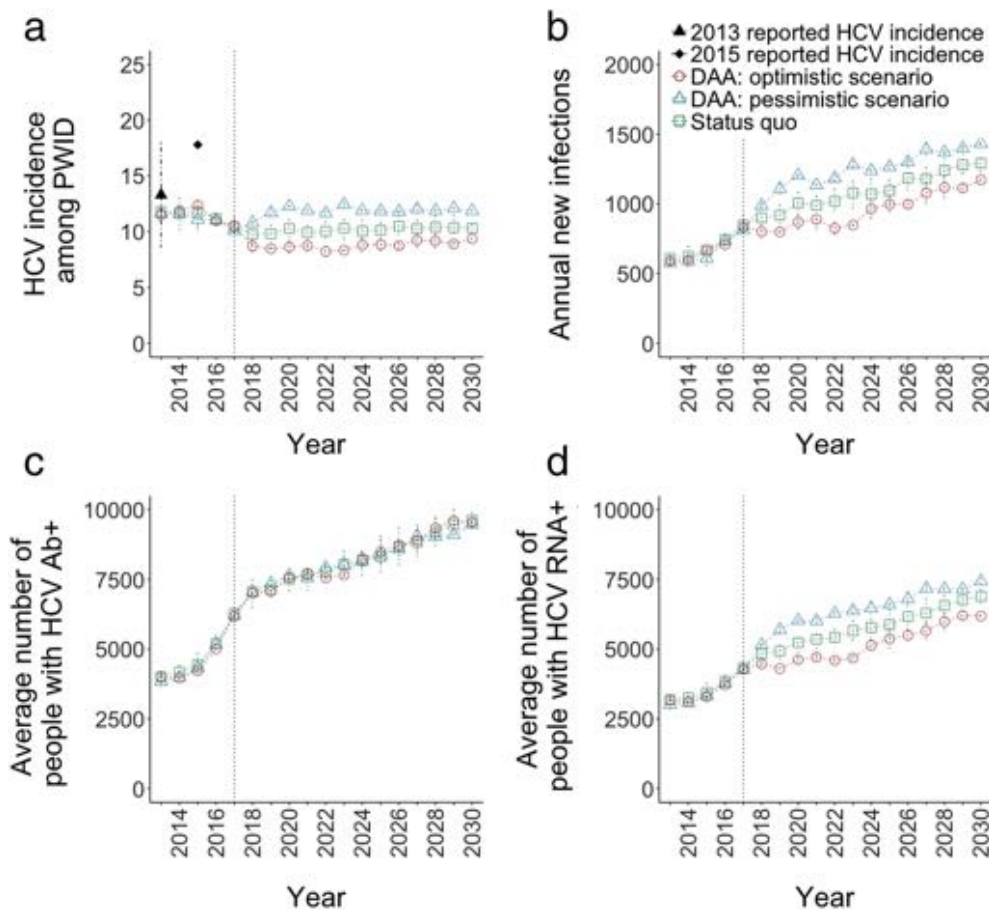 a
HCV incidence
among PWID
25
20
15
10
5
0
2014
2016
2018
2020
2022
2024
2026
2028
2030
Year
b
2013 reported HCV incidence
2015 reported HCV incidence
DAA: optimistic scenario
DAA: pessimistic scenario
Status quo
Annual new infections
2000
1500
1000
500
0
2014
2016
2018
2020
2022
2024
2026
2028
2030
Year
c
Average number of
people with HCV Ab+
10000
7500
5000
2500
0
2014
2016
2018
2020
2022
2024
2026
2028
2030
Year
d
Average number of
people with HCV RNA+
10000
7500
5000
2500
0
2014
2016
2018
2020
2022
2024
2026
2028
2030
Year